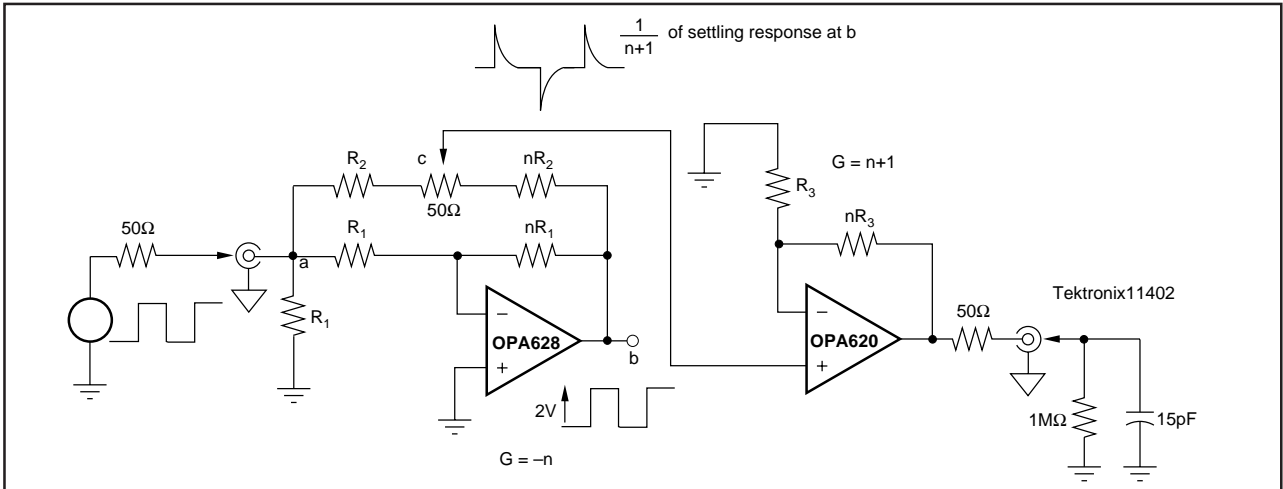 1
n+1
of settling response at b
R2
c
nR2
50Ω
G = n+1
R3
50Ω
R1
nR1
nR3
a
Tektronix11402
R1
−
OPA628
+
b
−
OPA620
+
50Ω
2V
1MΩ
15pF
G = –n